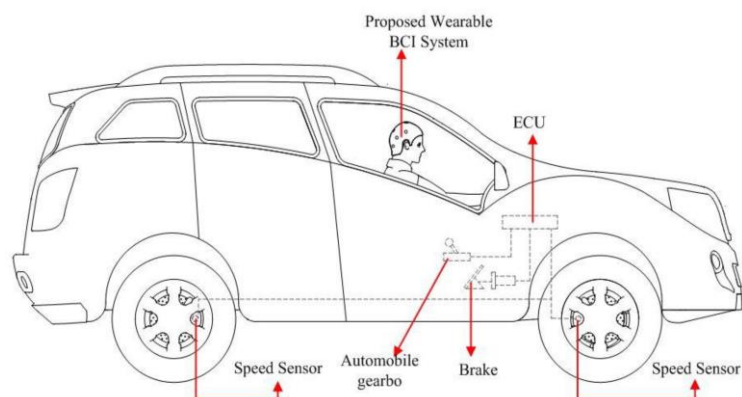 Proposed Wearable
BCI System
ECU
Automobile
gearbo
Brake
Speed Sensor
Speed Sensor